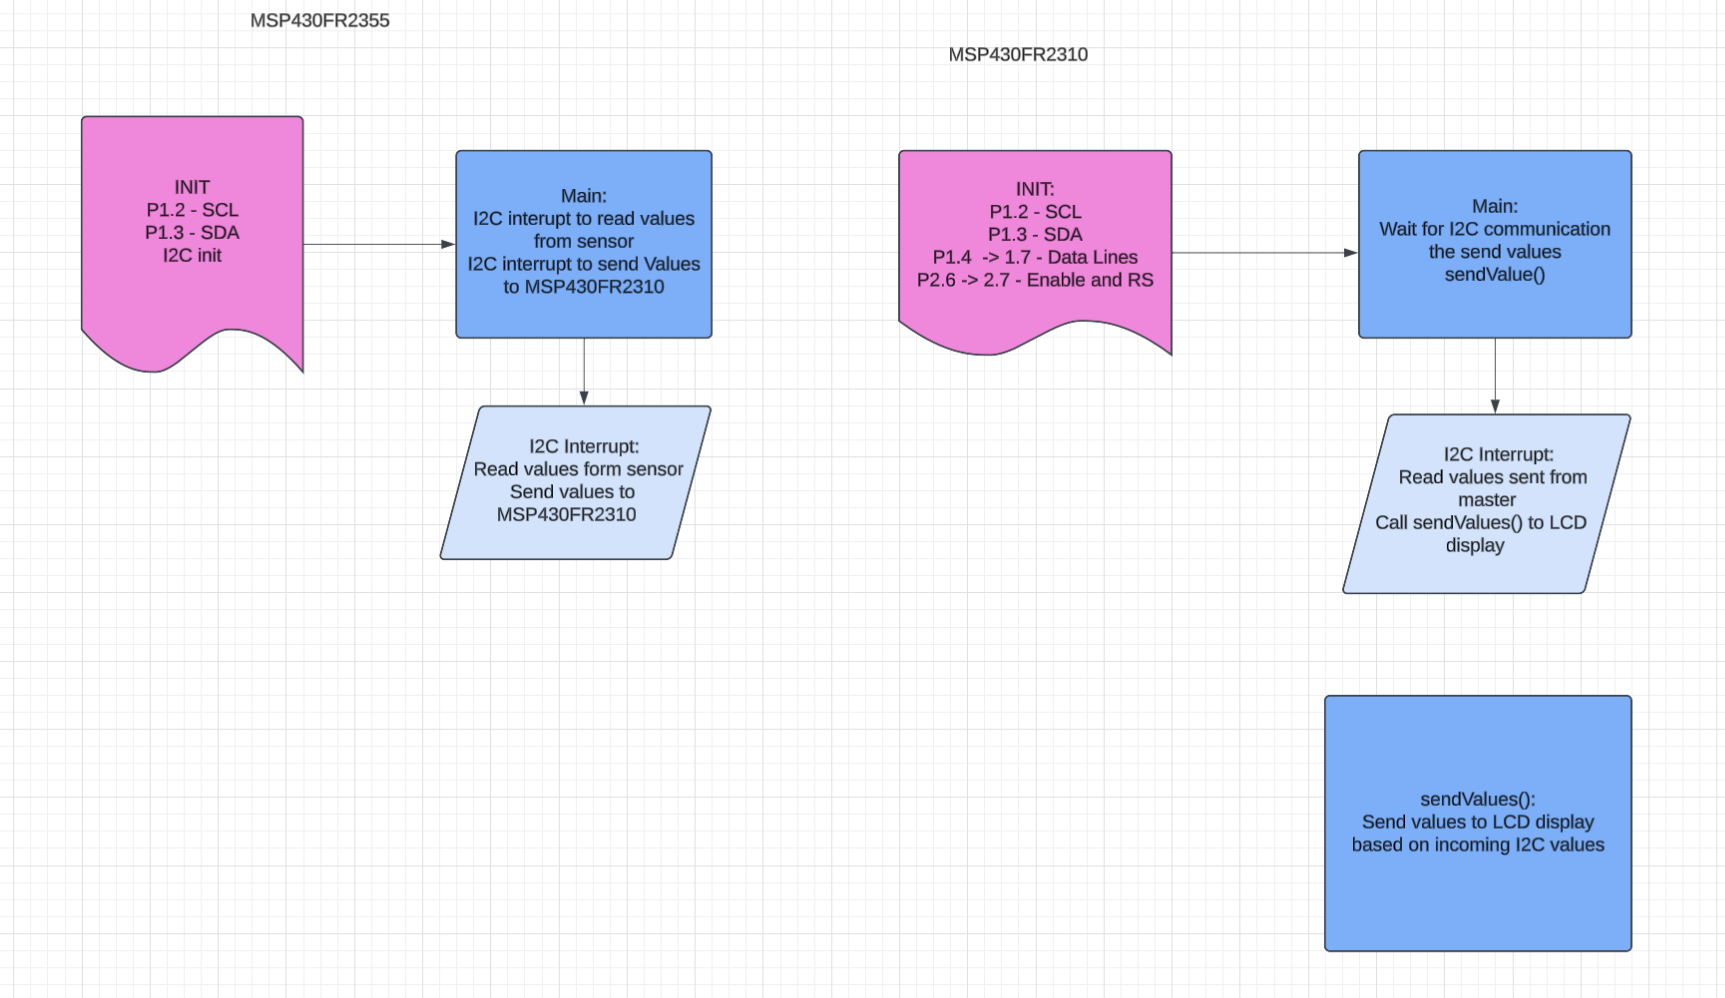 MSP430FR2355
MSP430FR2310
INIT
P1.2 - SCL
P1.3 - SDA
I2C init
Main:
I2C interupt to read values
from sensor
I2C interrupt to send Values
to MSP430FR2310
I2C Interrupt:
Read values form sensor
Send values to
MSP430FR2310
INIT:
P1.2 - SCL
P1.3 - SDA
P1.4  -> 1.7 - Data Lines
P2.6 -> 2.7 - Enable and RS
Main:
Wait for I2C communication
the send values
sendValue()
I2C Interrupt:
Read values sent from
master
Call sendValues() to LCD
display
sendValues():
Send values to LCD display
based on incoming I2C values